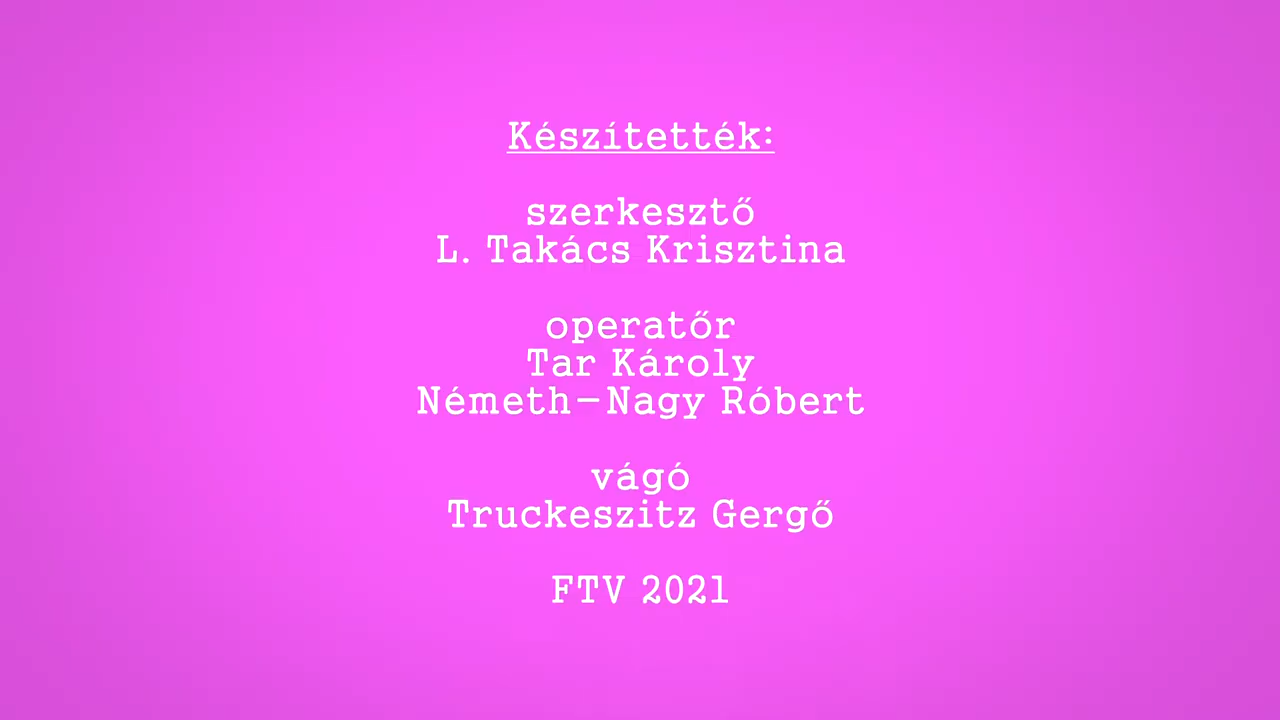 Készítették:
szerkesztő
L. Takács Krisztina
operatőr
Tar Károly
Németh-Nagy Róbert
vágó
Truckeszitz Gergő
FTV 2021